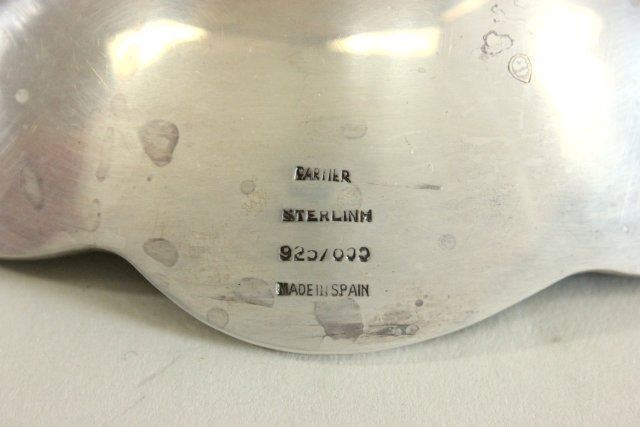 CARTIER
STERLING
925/000
MADE IN SPAIN